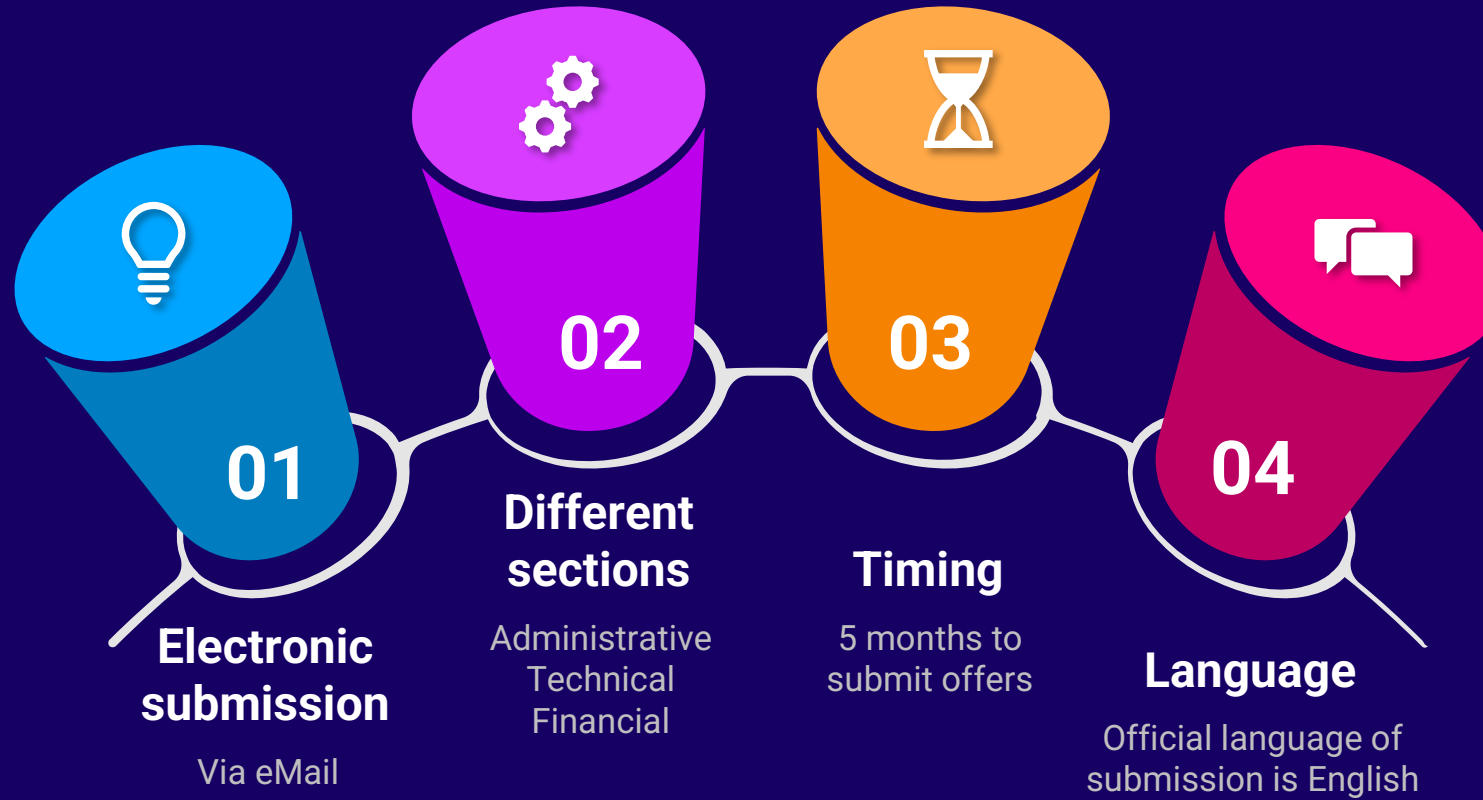 01
Electronic
submission
Via eMail
02
Different
sections
Administrative
Technical
Financial
03
Timing
5 months to
submit offers
04
Language
Official language of
submission is English